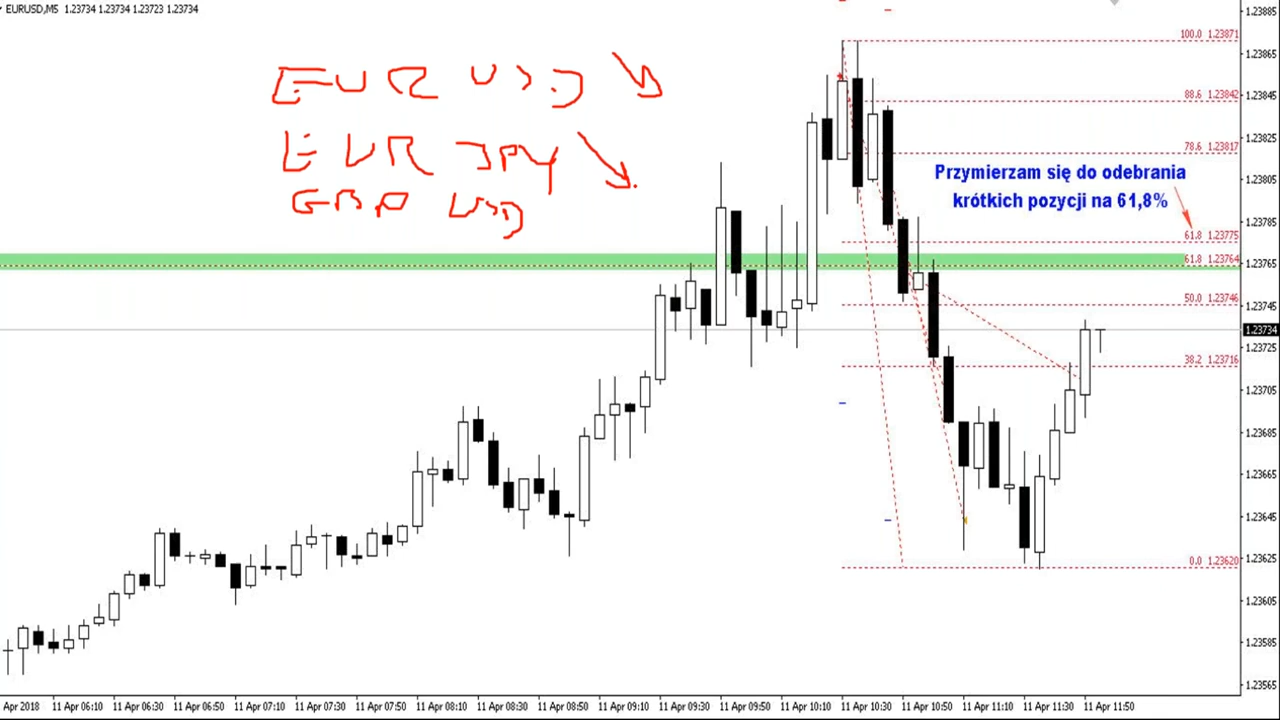 EURUSD,M5 1.23734 1.23734 1.23723 1.23734
EUR USD
EUR JPY
GBP USD
Przymierzam się do odebrania
krótkich pozycji na 61,8%
100.0 1.23871
88.6 1.23842
78.6 1.23817
61.8 1.23775
61.8 1.23764
50.0 1.23746
38.2 1.23716
0.0 1.23620
1.23885
1.23865
1.23845
1.23825
1.23805
1.23785
1.23765
1.23745
1.23734
1.23725
1.23705
1.23685
1.23665
1.23645
1.23625
1.23605
1.23585
1.23565
Apr 2018
11 Apr 06:10
11 Apr 06:30
11 Apr 06:50
11 Apr 07:10
11 Apr 07:30
11 Apr 07:50
11 Apr 08:10
11 Apr 08:30
11 Apr 08:50
11 Apr 09:10
11 Apr 09:30
11 Apr 09:50
11 Apr 10:10
11 Apr 10:30
11 Apr 10:50
11 Apr 11:10
11 Apr 11:30
11 Apr 11:50